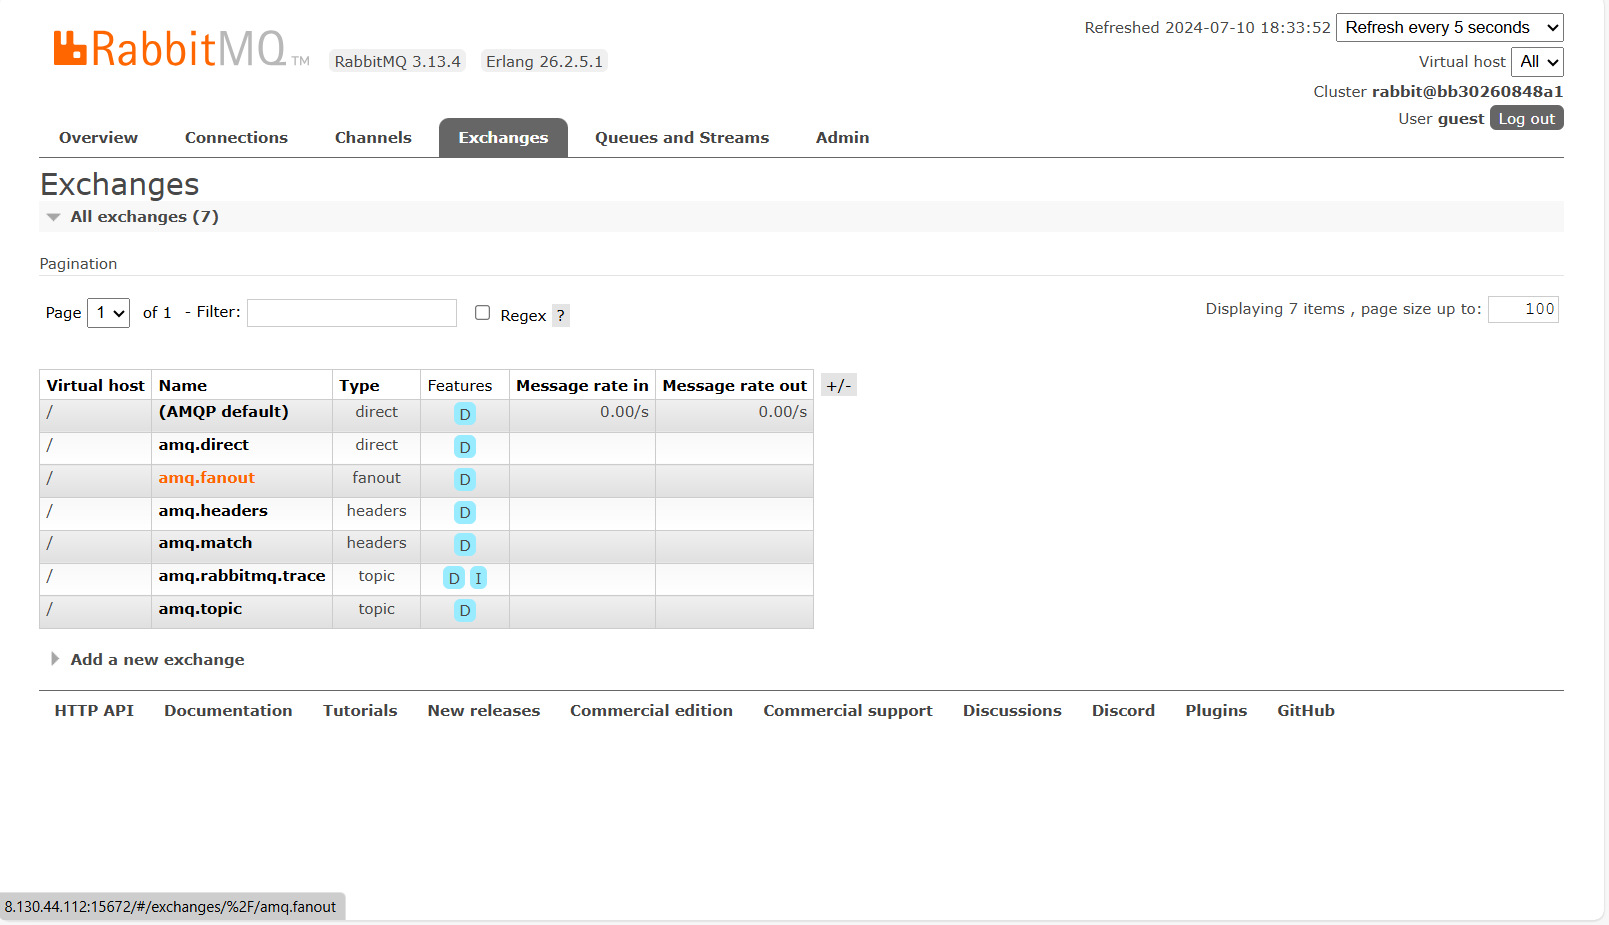 Refreshed 2024-07-10 18:33:52 Refresh every 5 seconds
RabbitMQ TM RabbitMQ 3.13.4 Erlang 26.2.5.1
Virtual host All
Cluster rabbit@bb30260848a1
User guest Log out
Overview Connections Channels Exchanges Queues and Streams Admin
Exchanges
All exchanges (7)
Pagination
Page 1 of 1 - Filter: Regex ? Displaying 7 items , page size up to: 100
Virtual host Name Type Features Message rate in Message rate out +/-
/ (AMQP default) direct D 0.00/s 0.00/s
/ amq.direct direct D
/ amq.fanout fanout D
/ amq.headers headers D
/ amq.match headers D
/ amq.rabbitmq.trace topic D I
/ amq.topic topic D
Add a new exchange
HTTP API Documentation Tutorials New releases Commercial edition Commercial support Discussions Discord Plugins GitHub
8.130.44.112:15672/#/exchanges/%2F/amq.fanout